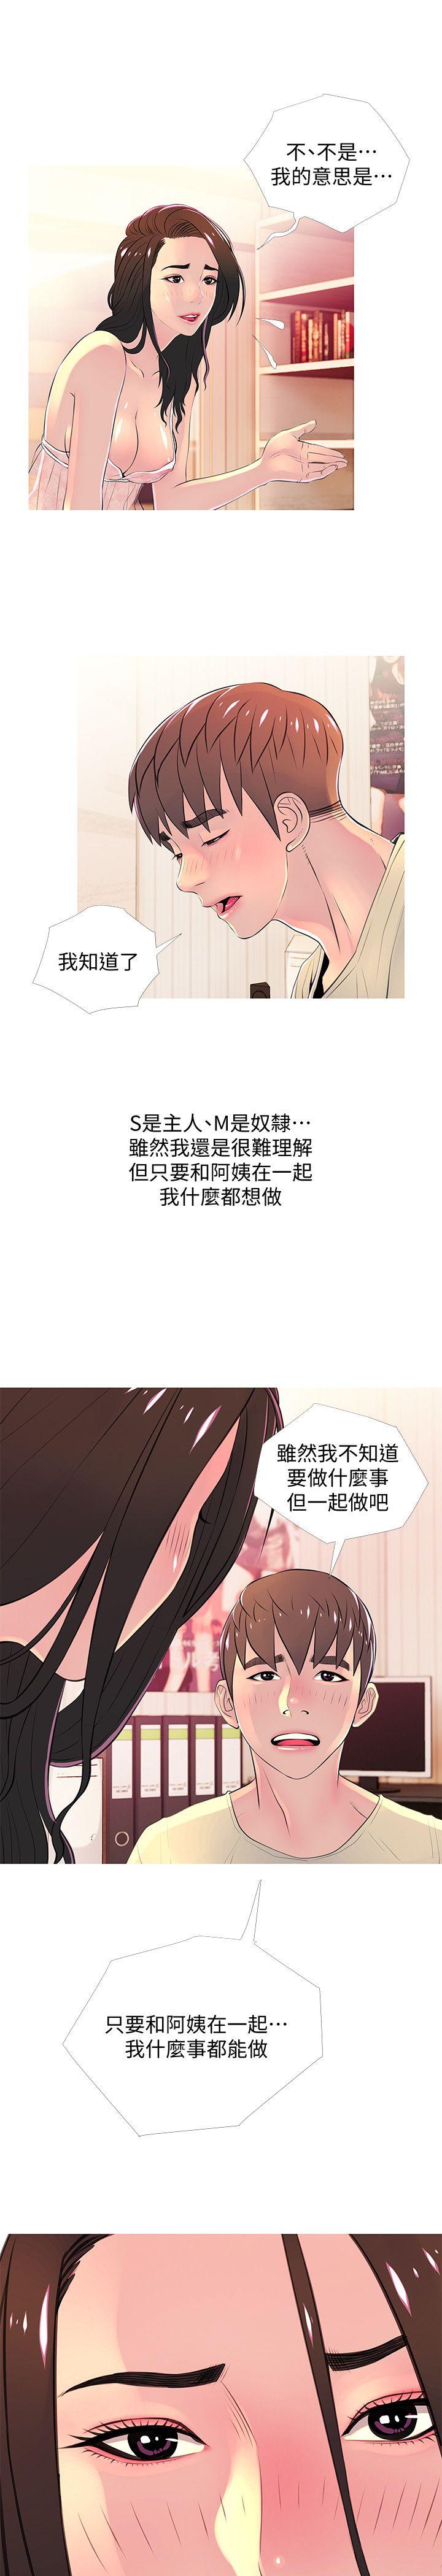 不、不是⋯
我的意思是⋯
我知道了
S是主人、M是奴隸⋯
雖然我還是很難理解
但只要和阿姨在一起
我什麼都想做
雖然我不知道
要做什麼事
但一起做吧
只要和阿姨在一起⋯
我什麼事都能做